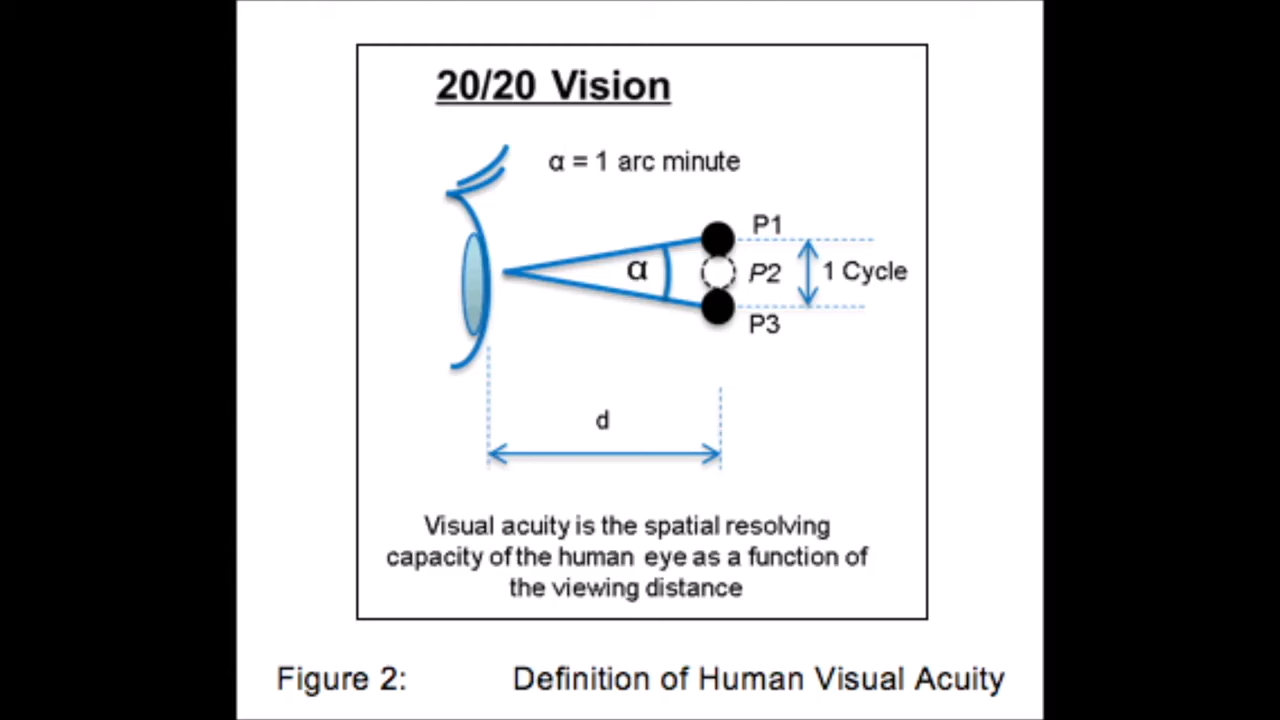 20/20 Vision
α = 1 arc minute
P1
α
P2
1 Cycle
P3
d
Visual acuity is the spatial resolving
capacity of the human eye as a function of
the viewing distance
Figure 2: Definition of Human Visual Acuity